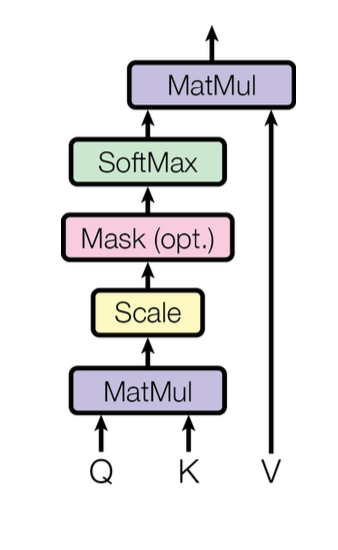 MatMul
SoftMax
Mask (opt.)
Scale
MatMul
Q K V